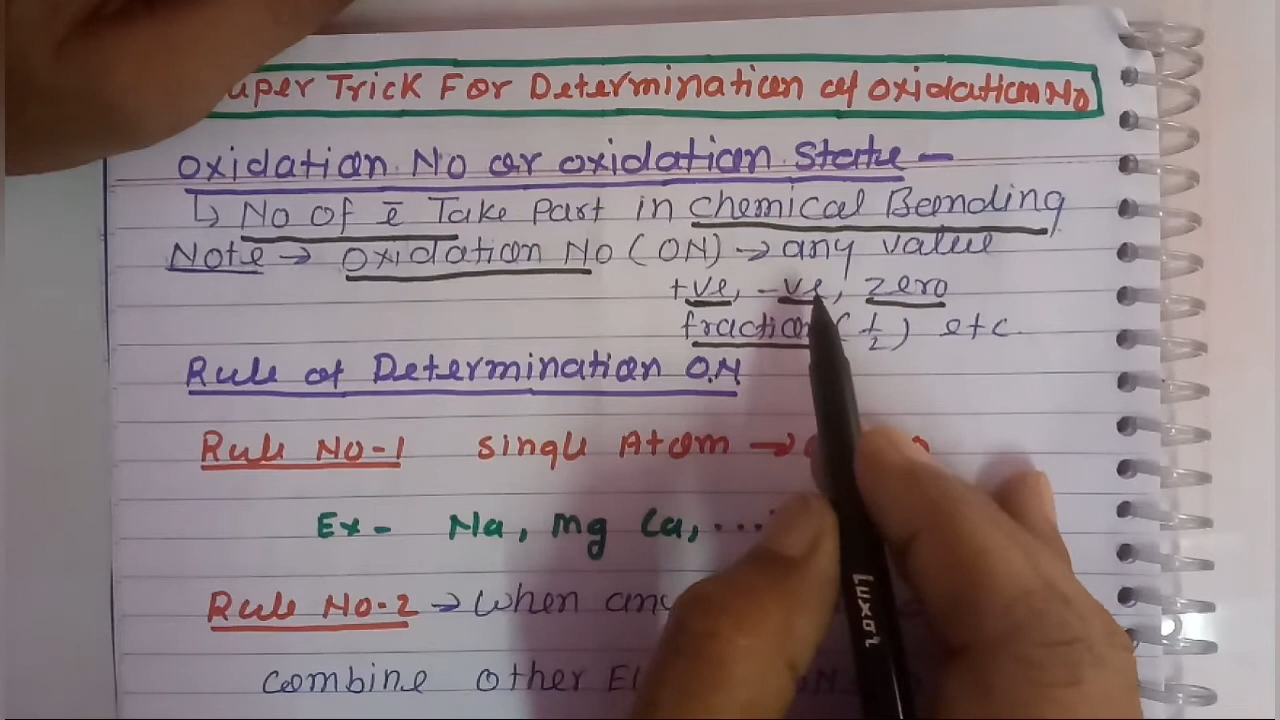 uper Trick For Determination of oxidation No
oxidation No or oxidation State -
↳ No of ē Take Part in chemical Bonding
Note → oxidation No (ON) → any value
+ve, -ve, zero
fraction (1/2) etc.
Rule of Determination O.N
Rule No-1 Single Atom →
Ex- Na, mg Ca, ...
Rule No-2 → When
combine other
Luxor